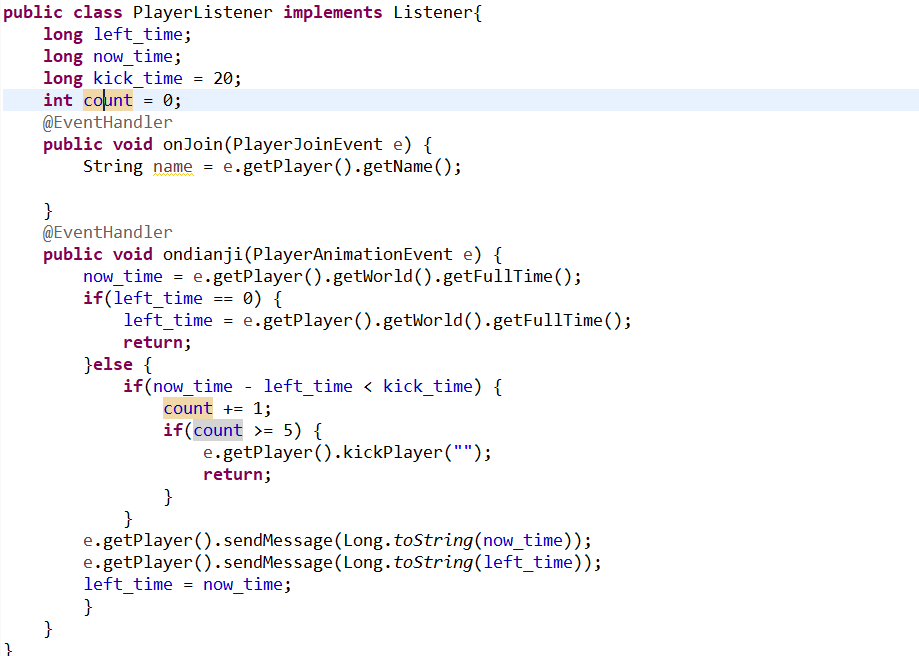 public class PlayerListener implements Listener{
    long left_time;
    long now_time;
    long kick_time = 20;
    int count = 0;
    @EventHandler
    public void onJoin(PlayerJoinEvent e) {
        String name = e.getPlayer().getName();

    }
    @EventHandler
    public void ondianji(PlayerAnimationEvent e) {
        now_time = e.getPlayer().getWorld().getFullTime();
        if(left_time == 0) {
            left_time = e.getPlayer().getWorld().getFullTime();
            return;
        }else {
            if(now_time - left_time < kick_time) {
                count += 1;
                if(count >= 5) {
                    e.getPlayer().kickPlayer("");
                    return;
                }
            }
        e.getPlayer().sendMessage(Long.toString(now_time));
        e.getPlayer().sendMessage(Long.toString(left_time));
        left_time = now_time;
        }
    }
}